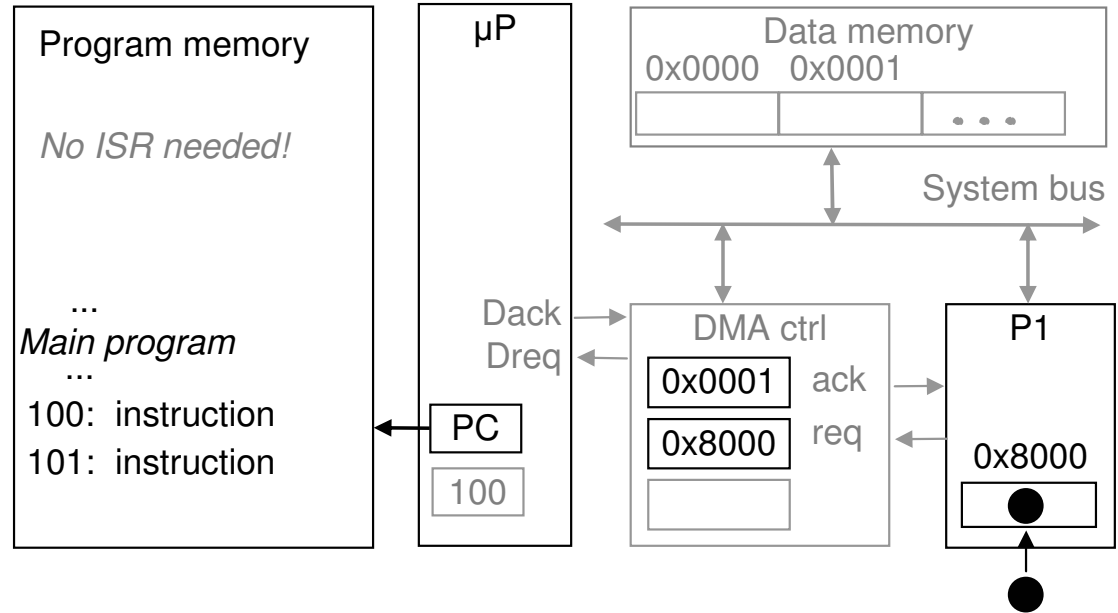 Program memory
No ISR needed!
...
Main program
...
100: instruction
101: instruction
µP
Dack
Dreq
PC
100
Data memory
0x0000 0x0001
System bus
DMA ctrl
0x0001 ack
0x8000 req
P1
0x8000